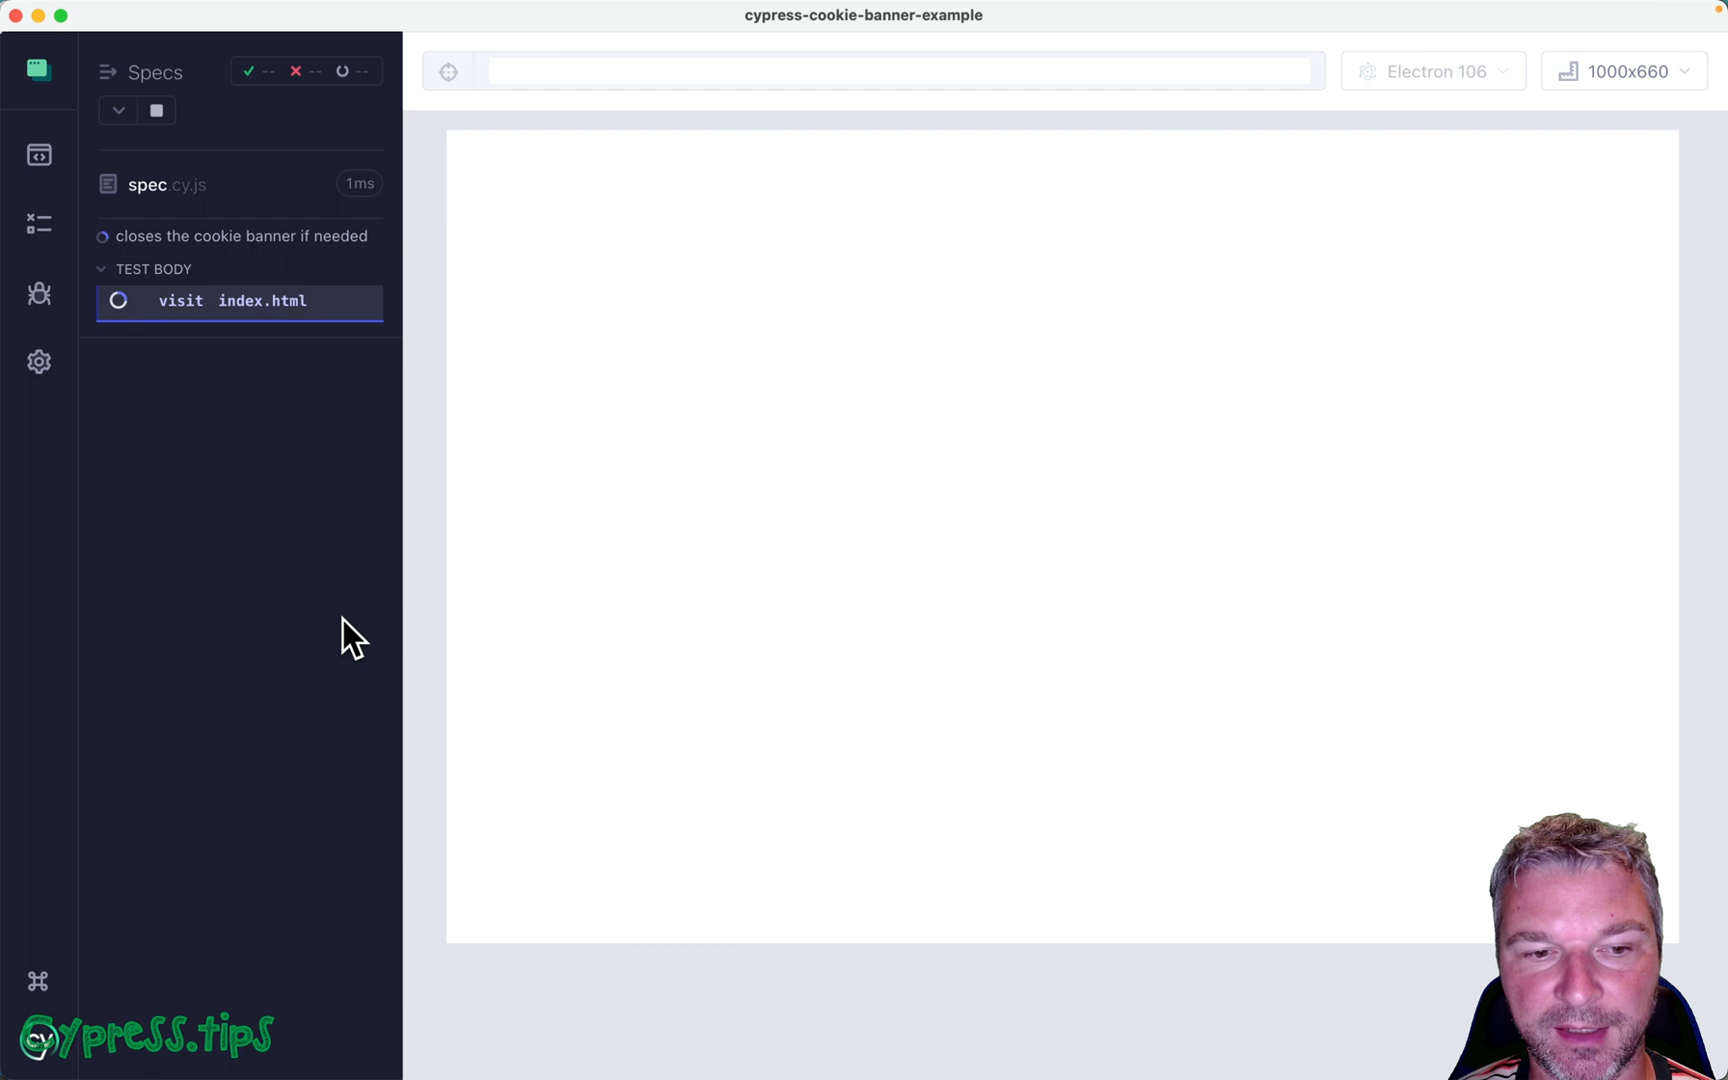 cypress-cookie-banner-example
Specs
-- -- --
Electron 106
1000x660
spec.cy.js
1ms
closes the cookie banner if needed
TEST BODY
visit index.html
cy
Cypress.tips